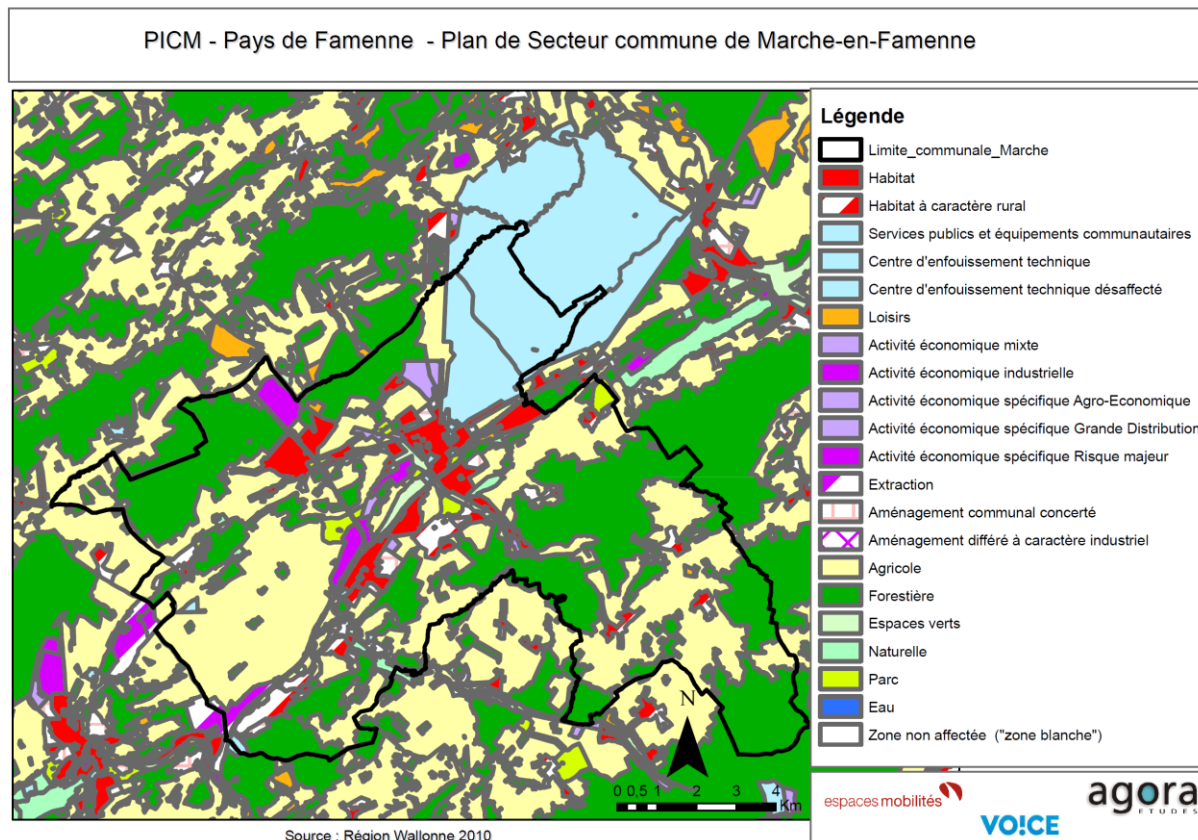 PICM - Pays de Famenne - Plan de Secteur commune de Marche-en-Famenne
Légende
Limite_communale_Marche
Habitat
Habitat à caractère rural
Services publics et équipements communautaires
Centre d'enfouissement technique
Centre d'enfouissement technique désaffecté
Loisirs
Activité économique mixte
Activité économique industrielle
Activité économique spécifique Agro-Economique
Activité économique spécifique Grande Distribution
Activité économique spécifique Risque majeur
Extraction
Aménagement communal concerté
Aménagement différé à caractère industriel
Agricole
Forestière
Espaces verts
Naturelle
Parc
Eau
Zone non affectée ("zone blanche")
N
0 0,5 1 2 3 4
Km
espaces mobilités
agora
ETUDES
VO!CE
Source : Région Wallonne 2010